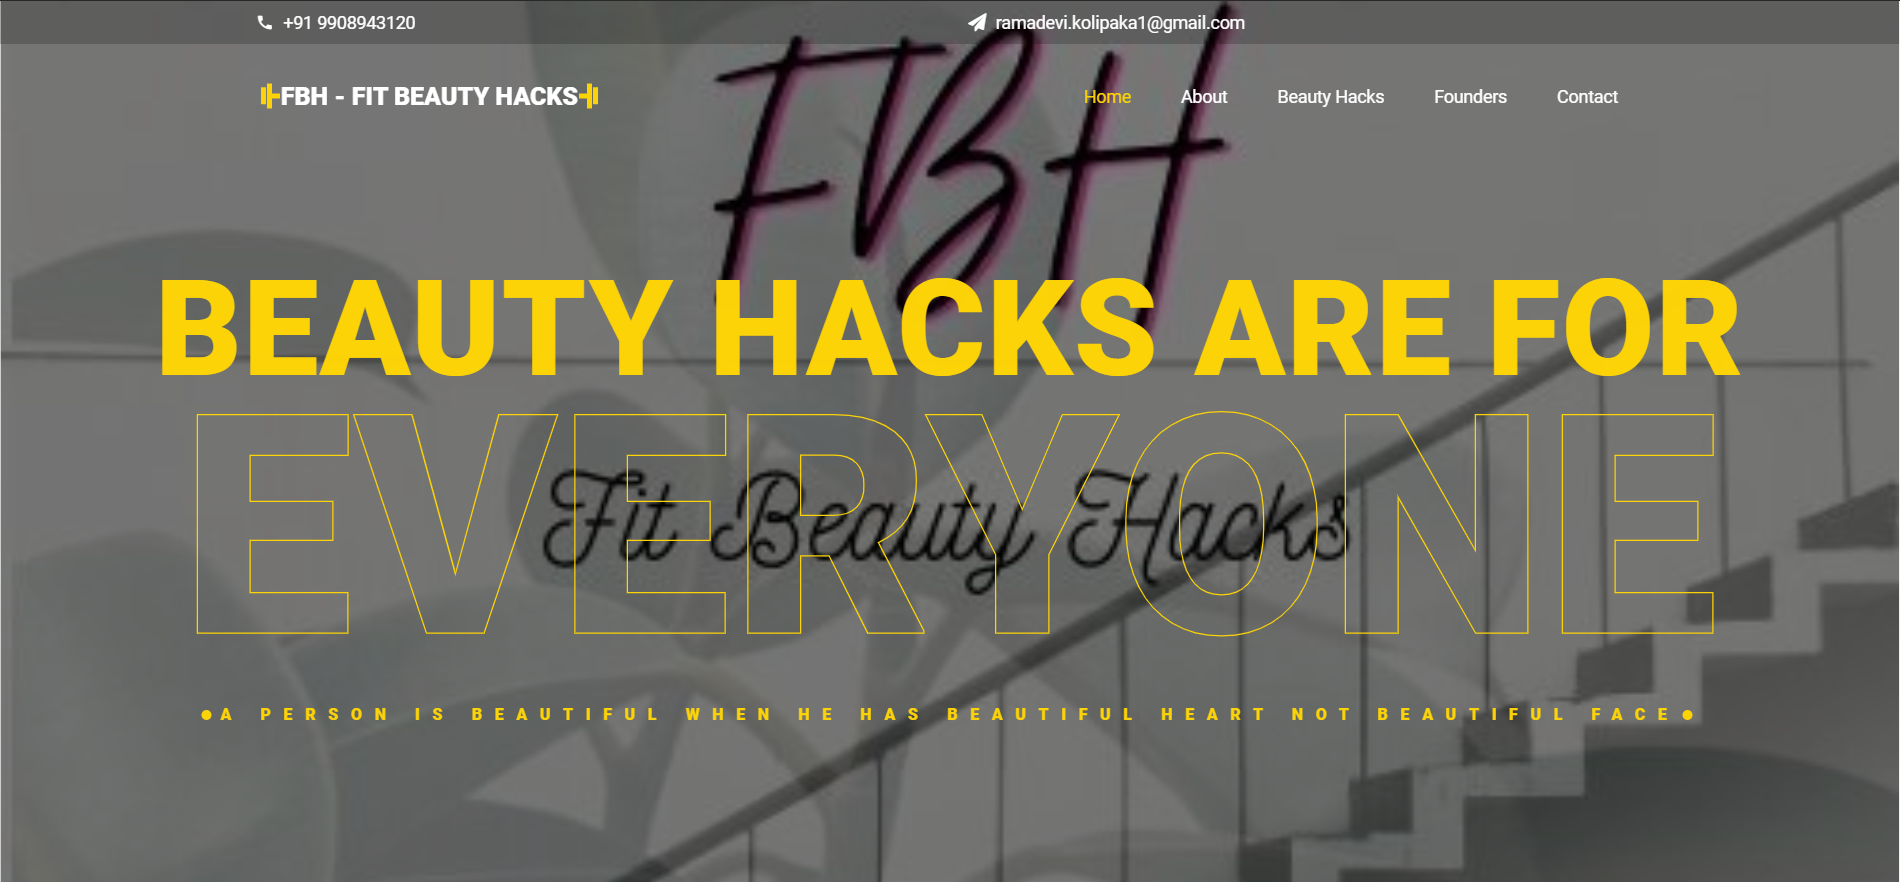 +91 9908943120
ramadevi.kolipaka1@gmail.com
FBH - FIT BEAUTY HACKS
Home About Beauty Hacks Founders Contact
FBH
BEAUTY HACKS ARE FOR
EVERYONE
Fit Beauty Hacks
●A PERSON IS BEAUTIFUL WHEN HE HAS BEAUTIFUL HEART NOT BEAUTIFUL FACE●